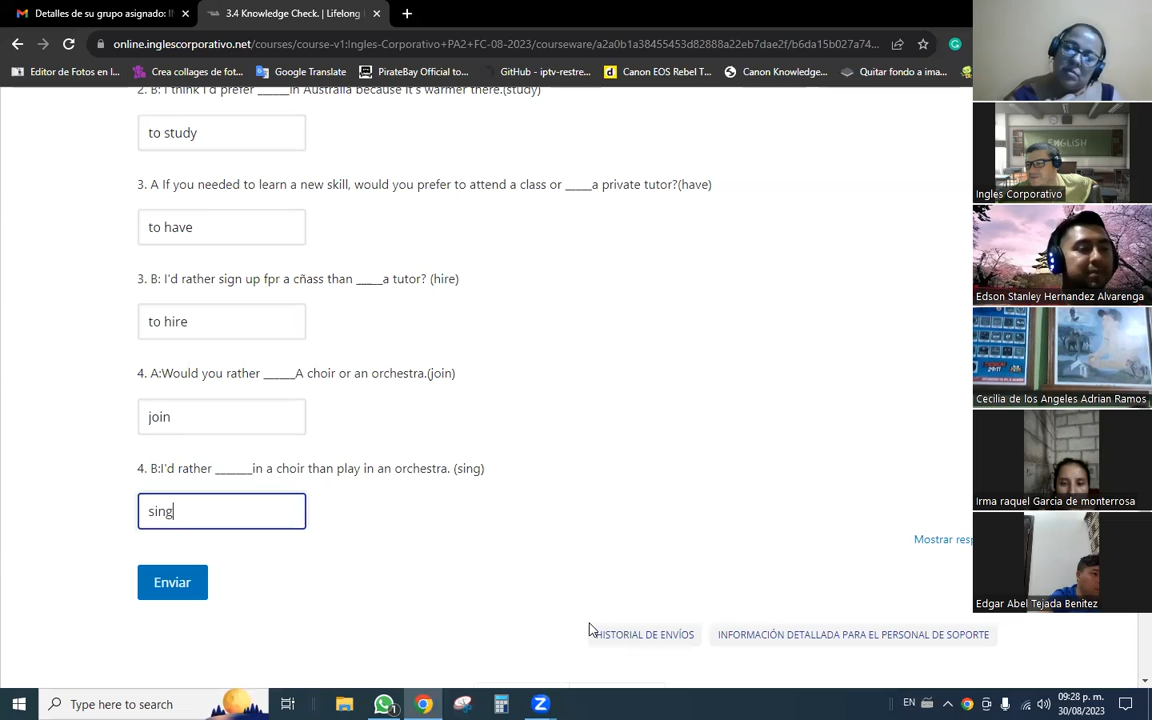 Detalles de su grupo asignado: I
3.4 Knowledge Check. | Lifelong
online.inglescorporativo.net/courses/course-v1:Ingles-Corporativo+PA2+FC-08-2023/courseware/a2a0b1a38455453d82888a22eb7dae2f/b6da15b027a74...
Editor de Fotos en l...
Crea collages de fot...
Google Translate
PirateBay Official to...
GitHub - iptv-restre...
Canon EOS Rebel T...
Canon Knowledge...
Quitar fondo a ima...
2. B: I think I'd prefer ______in Australia because it's warmer there.(study)
to study
3. A If you needed to learn a new skill, would you prefer to attend a class or _____a private tutor?(have)
to have
3. B: I'd rather sign up fpr a cñass than _____a tutor? (hire)
to hire
4. A:Would you rather ______A choir or an orchestra.(join)
join
4. B:I'd rather _______in a choir than play in an orchestra. (sing)
sing
Mostrar resp
Enviar
HISTORIAL DE ENVÍOS
INFORMACIÓN DETALLADA PARA EL PERSONAL DE SOPORTE
ENGLISH
Ingles Corporativo
Edson Stanley Hernandez Alvarenga
Cecilia de los Angeles Adrian Ramos
Irma raquel Garcia de monterrosa
Edgar Abel Tejada Benitez
Type here to search
1
EN
09:28 p. m.
30/08/2023